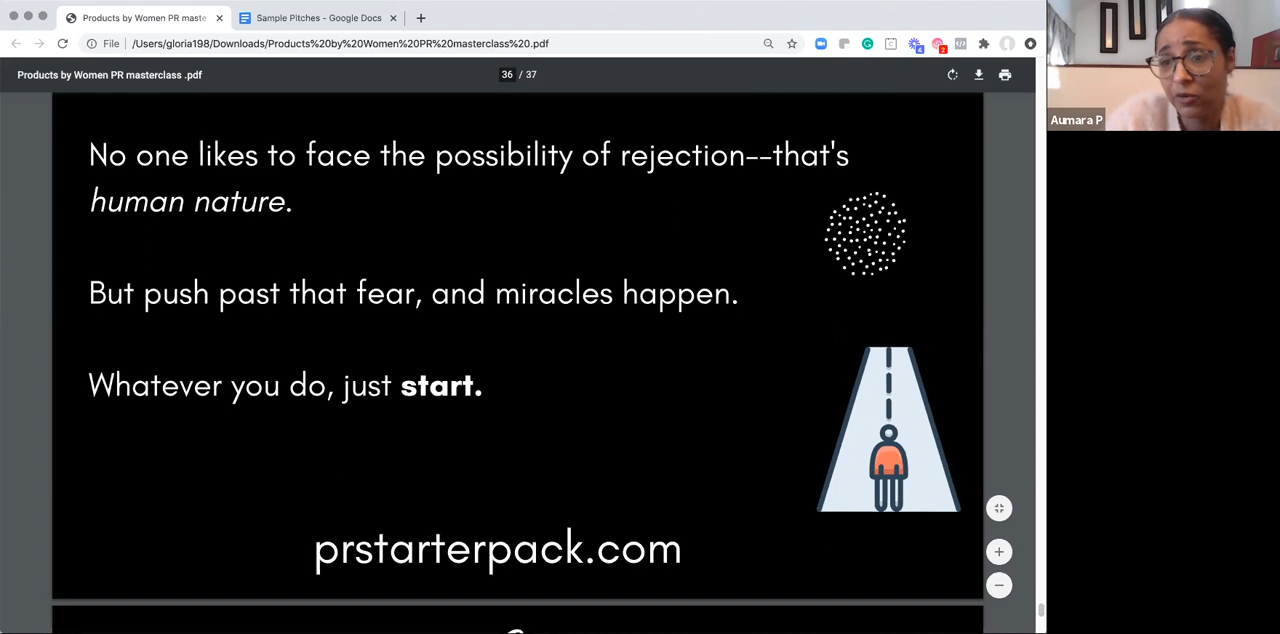 Products by Women PR maste
Sample Pitches - Google Docs
File
/Users/gloria198/Downloads/Products%20by%20Women%20PR%20masterclass%20.pdf
4
2
Products by Women PR masterclass .pdf
36 / 37
Aumara P
No one likes to face the possibility of rejection--that's
human nature.
But push past that fear, and miracles happen.
Whatever you do, just start.
prstarterpack.com